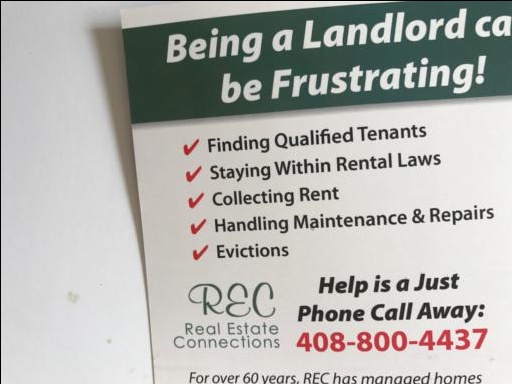 Being a Landlord ca
be Frustrating!
✔ Finding Qualified Tenants
✔ Staying Within Rental Laws
✔ Collecting Rent
✔ Handling Maintenance & Repairs
✔ Evictions
REC
Real Estate
Connections
Help is a Just
Phone Call Away:
408-800-4437
For over 60 years, REC has managed homes